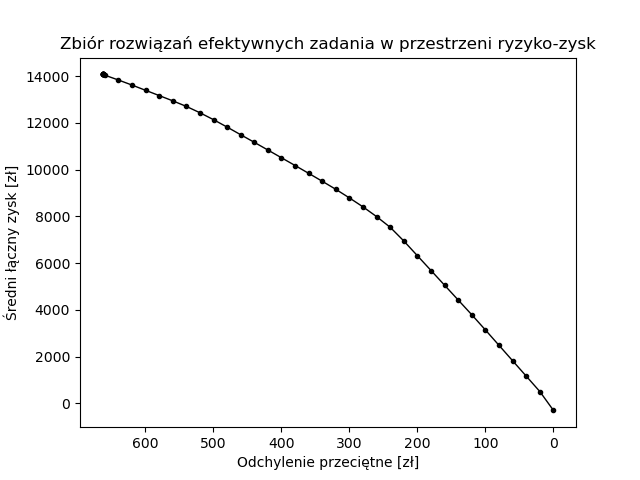 Zbiór rozwiązań efektywnych zadania w przestrzeni ryzyko-zysk
Średni łączny zysk [zł]
14000
12000
10000
8000
6000
4000
2000
0
600 500 400 300 200 100 0
Odchylenie przeciętne [zł]